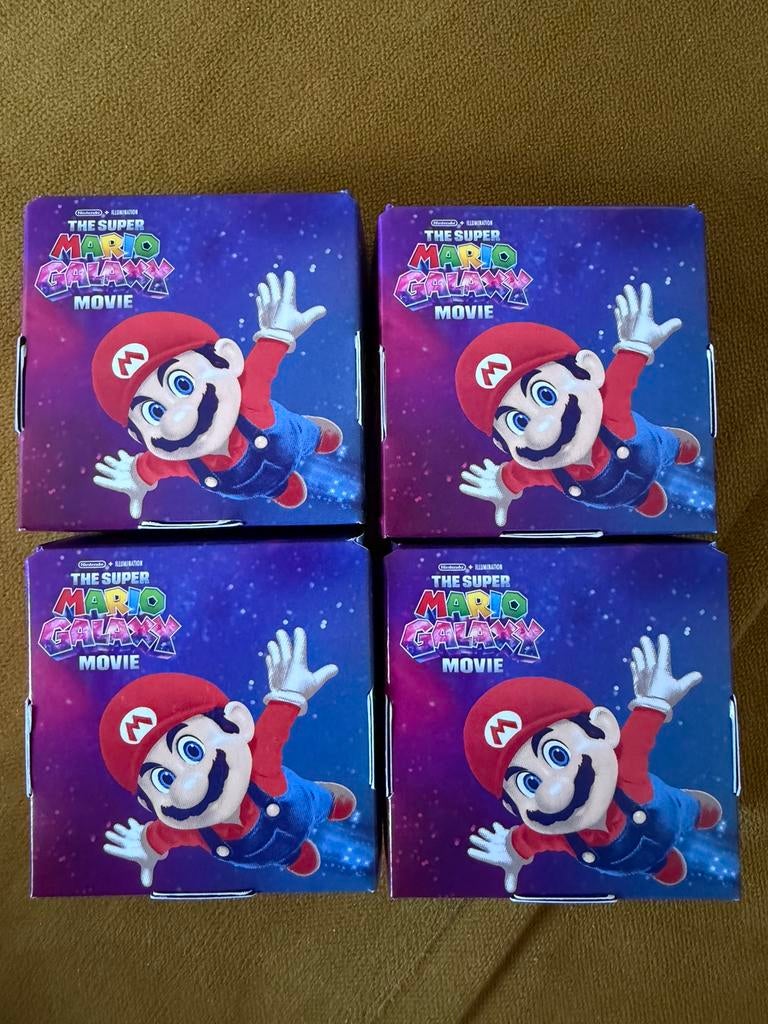 Nintendo + ILLUMINATION
THE SUPER
MARIO
GALAXY
MOVIE
M
Nintendo + ILLUMINATION
THE SUPER
MARIO
GALAXY
MOVIE
M
Nintendo + ILLUMINATION
THE SUPER
MARIO
GALAXY
MOVIE
M
Nintendo + ILLUMINATION
THE SUPER
MARIO
GALAXY
MOVIE
M